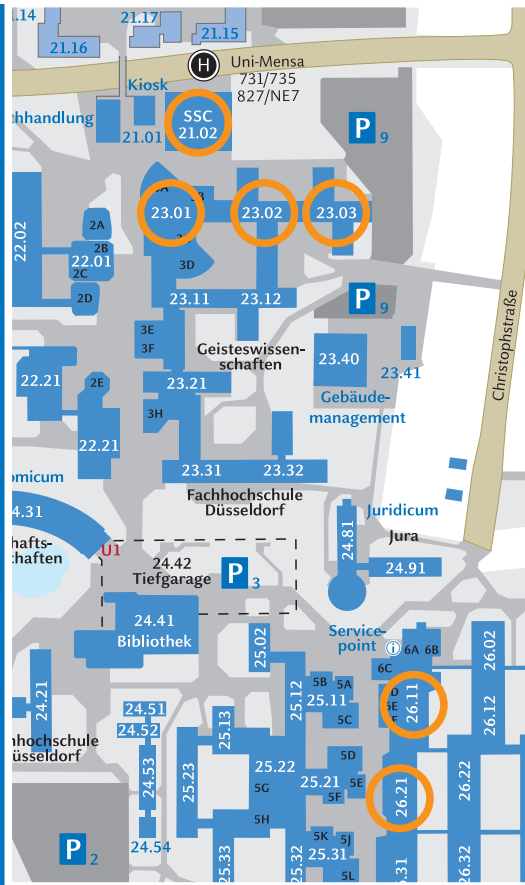 21.14
21.17
21.15
21.16
H
Uni-Mensa
731/735
827/NE7
Kiosk
chhandlung
21.01
SSC
21.02
P 9
3B
23.01
23.02
23.03
22.02
2A
2B
22.01
2C
2D
3D
23.11
23.12
P 9
3E
3F
Geisteswissen-
schaften
23.40
23.41
Gebäude-
management
Christophstraße
22.21
2E
23.21
3H
22.21
23.31
23.32
Fachhochschule
Düsseldorf
omicum
4.31
hafts-
chaften
U1
24.42
Tiefgarage
P 3
24.81
Juridicum
Jura
24.91
24.41
Bibliothek
Service-
point
i
6A
6B
6C
6E
26.11
26.02
26.12
25.02
25.12
5B
5A
25.11
5C
24.21
hhochschule
üsseldorf
24.51
24.52
24.53
24.54
25.13
25.23
25.22
5G
5H
25.21
5D
5E
5F
26.21
26.22
P 2
25.33
25.32
5K
5J
25.31
5L
.31
26.32